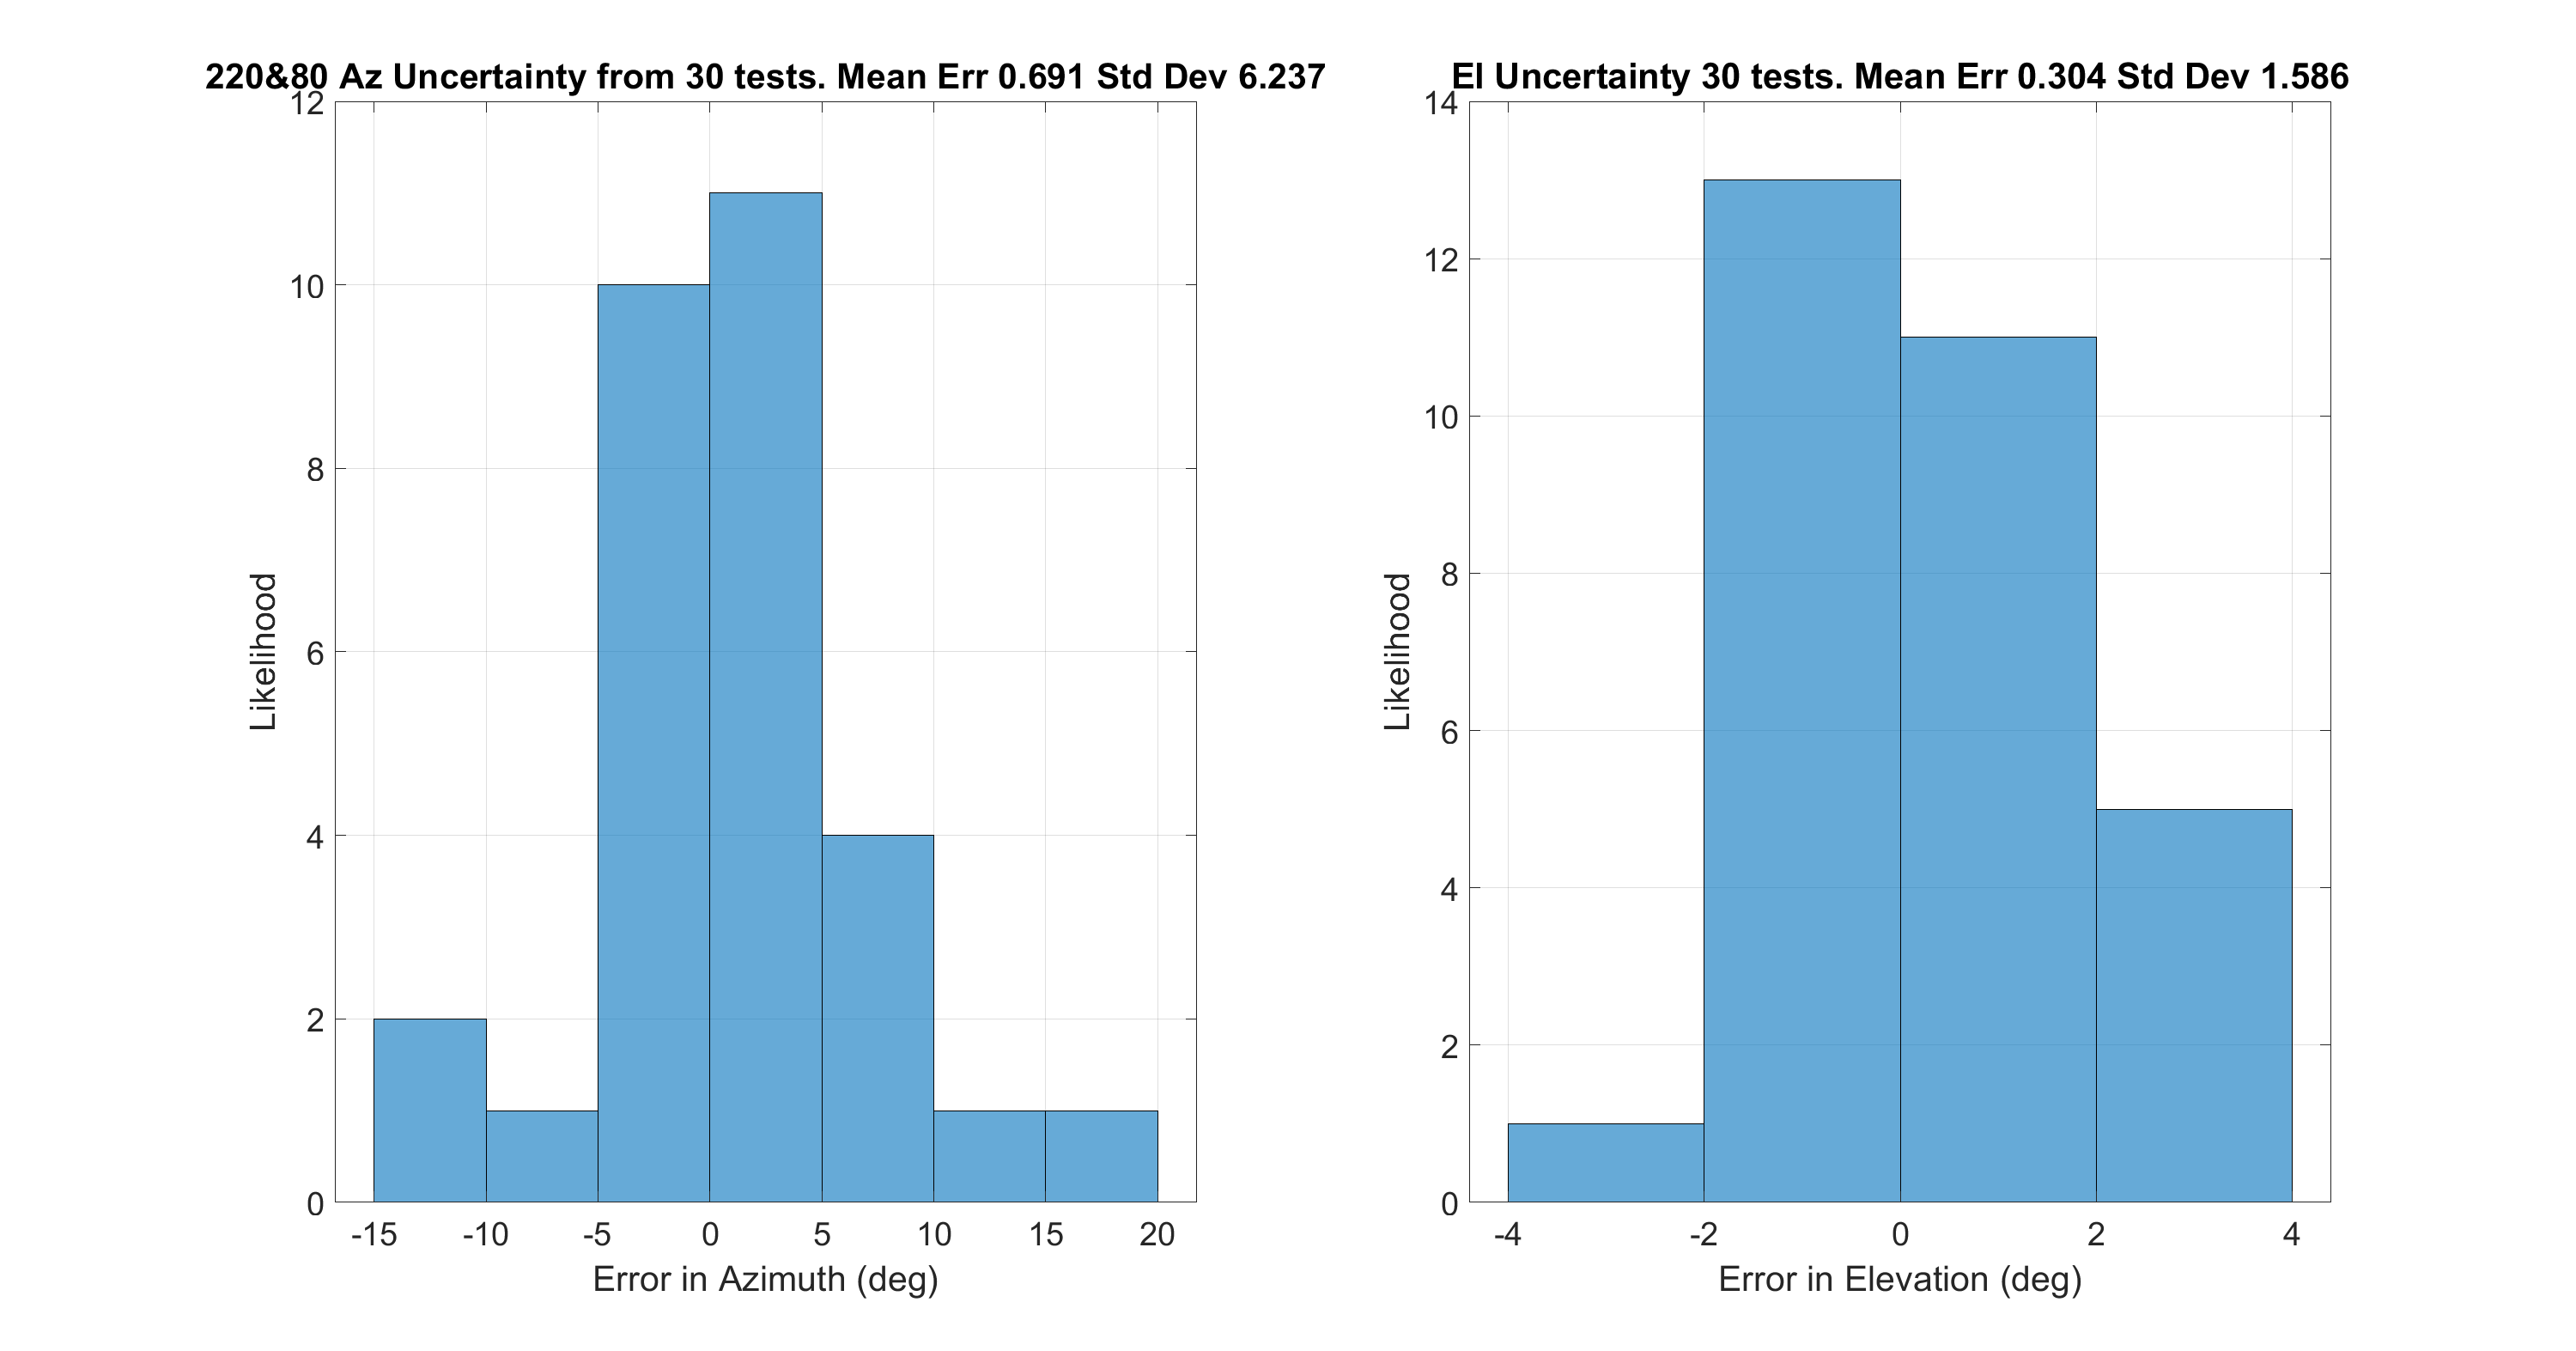 220&80 Az Uncertainty from 30 tests. Mean Err 0.691 Std Dev 6.237
12
10
8
6
4
2
0
Likelihood
-15 -10 -5 0 5 10 15 20
Error in Azimuth (deg)
El Uncertainty 30 tests. Mean Err 0.304 Std Dev 1.586
14
12
10
8
6
4
2
0
Likelihood
-4 -2 0 2 4
Error in Elevation (deg)